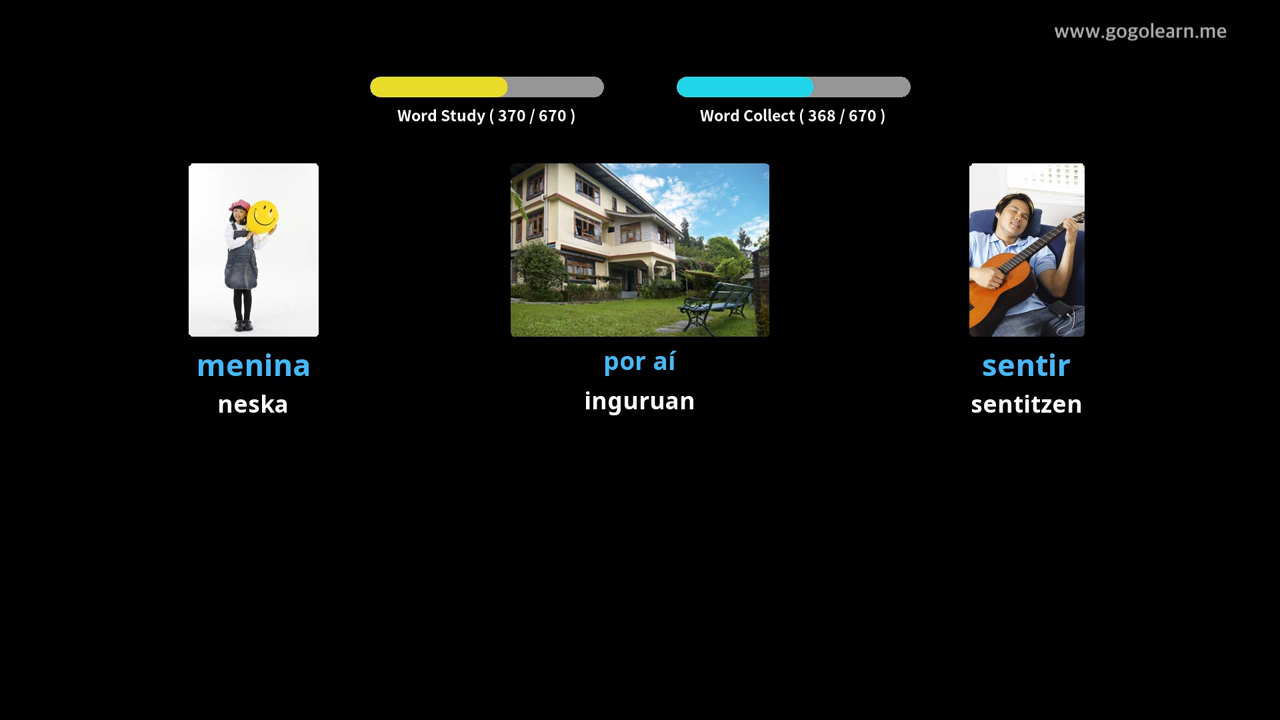 www.gogolearn.me
Word Study ( 370 / 670 )
Word Collect ( 368 / 670 )
menina
neska
por aí
inguruan
sentir
sentitzen